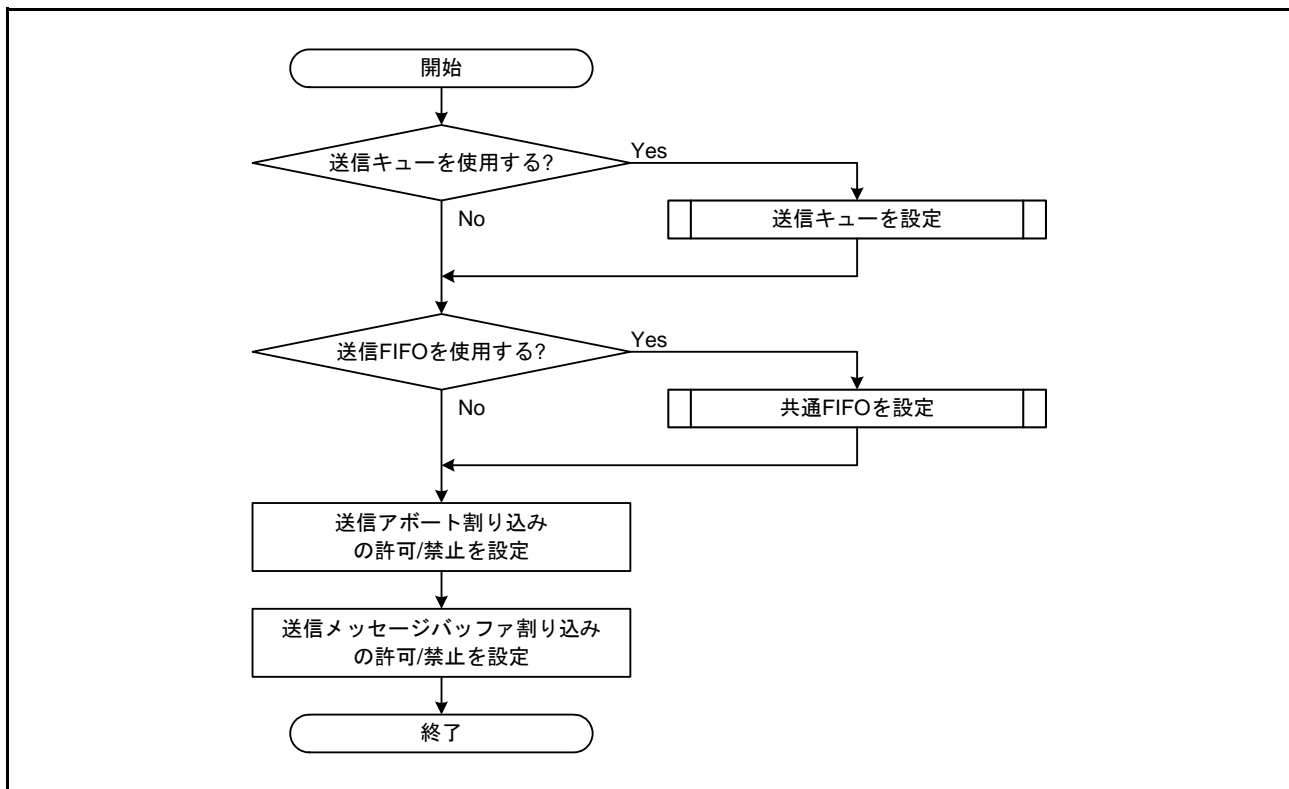 開始
送信キューを使用する?
Yes
送信キューを設定
No
送信FIFOを使用する?
Yes
共通FIFOを設定
No
送信アボート割り込み
の許可/禁止を設定
送信メッセージバッファ割り込み
の許可/禁止を設定
終了